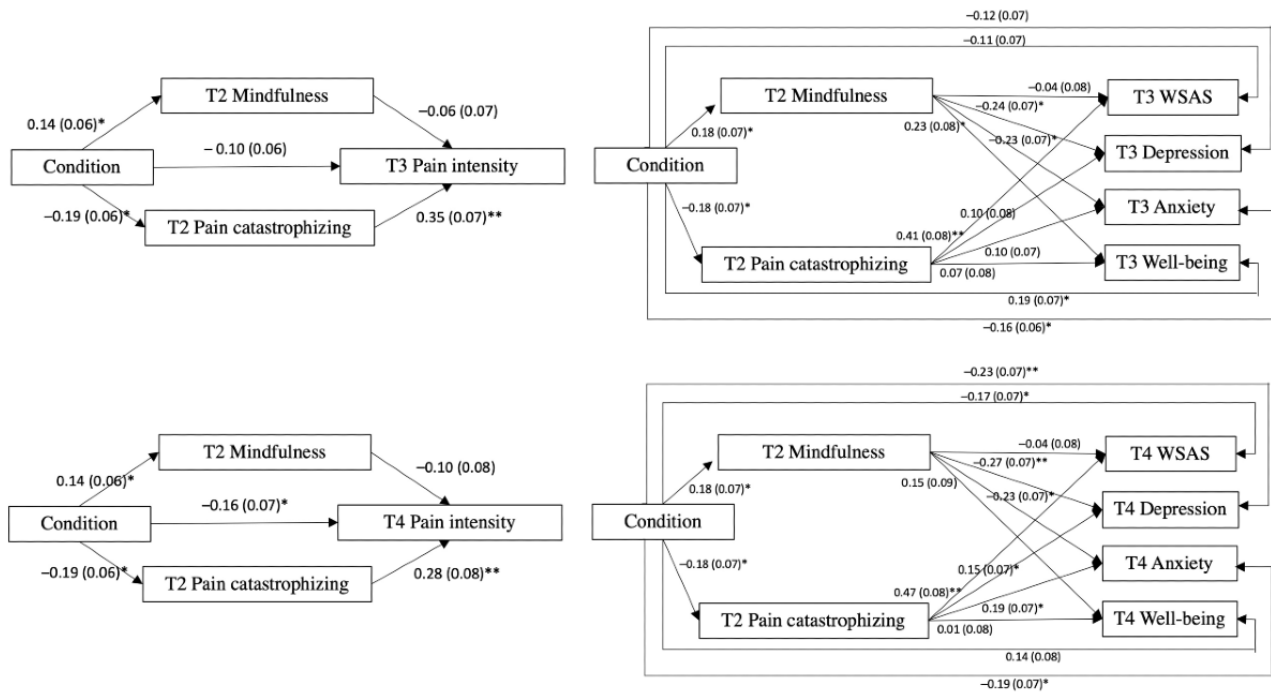 T2 Mindfulness
0.14 (0.06)*
−0.06 (0.07)
− 0.10 (0.06)
Condition
T3 Pain intensity
−0.19 (0.06)*
0.35 (0.07)**
T2 Pain catastrophizing
−0.12 (0.07)
−0.11 (0.07)
T2 Mindfulness
−0.04 (0.08)
T3 WSAS
−0.24 (0.07)*
0.18 (0.07)*
0.23 (0.08)*
−0.23 (0.07)*
T3 Depression
Condition
−0.18 (0.07)*
0.10 (0.08)
T3 Anxiety
0.41 (0.08)**
0.10 (0.07)
T2 Pain catastrophizing
0.07 (0.08)
T3 Well-being
0.19 (0.07)*
−0.16 (0.06)*
T2 Mindfulness
0.14 (0.06)*
−0.10 (0.08)
−0.16 (0.07)*
Condition
T4 Pain intensity
−0.19 (0.06)*
0.28 (0.08)**
T2 Pain catastrophizing
−0.23 (0.07)**
−0.17 (0.07)*
T2 Mindfulness
−0.04 (0.08)
T4 WSAS
−0.27 (0.07)**
0.18 (0.07)*
0.15 (0.09)
−0.23 (0.07)*
T4 Depression
Condition
−0.18 (0.07)*
0.15 (0.07)*
T4 Anxiety
0.47 (0.08)**
0.19 (0.07)*
T2 Pain catastrophizing
0.01 (0.08)
T4 Well-being
0.14 (0.08)
−0.19 (0.07)*